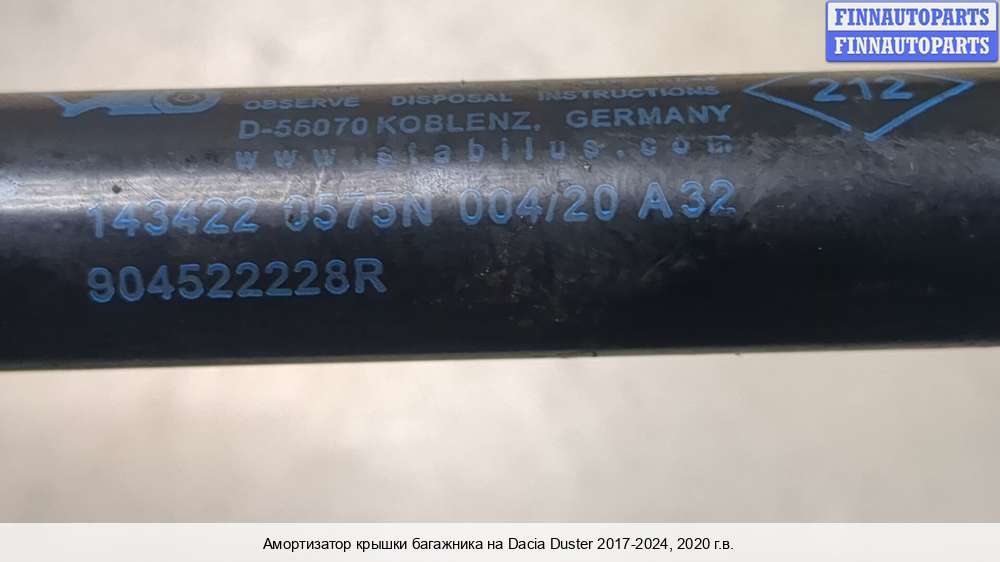 FINNAUTOPARTS
FINNAUTOPARTS
OBSERVE DISPOSAL INSTRUCTIONS
212
D-56070 KOBLENZ, GERMANY
www.stabilus.com
143422 0575N 004/20 A32
904522228R
Амортизатор крышки багажника на Dacia Duster 2017-2024, 2020 г.в.